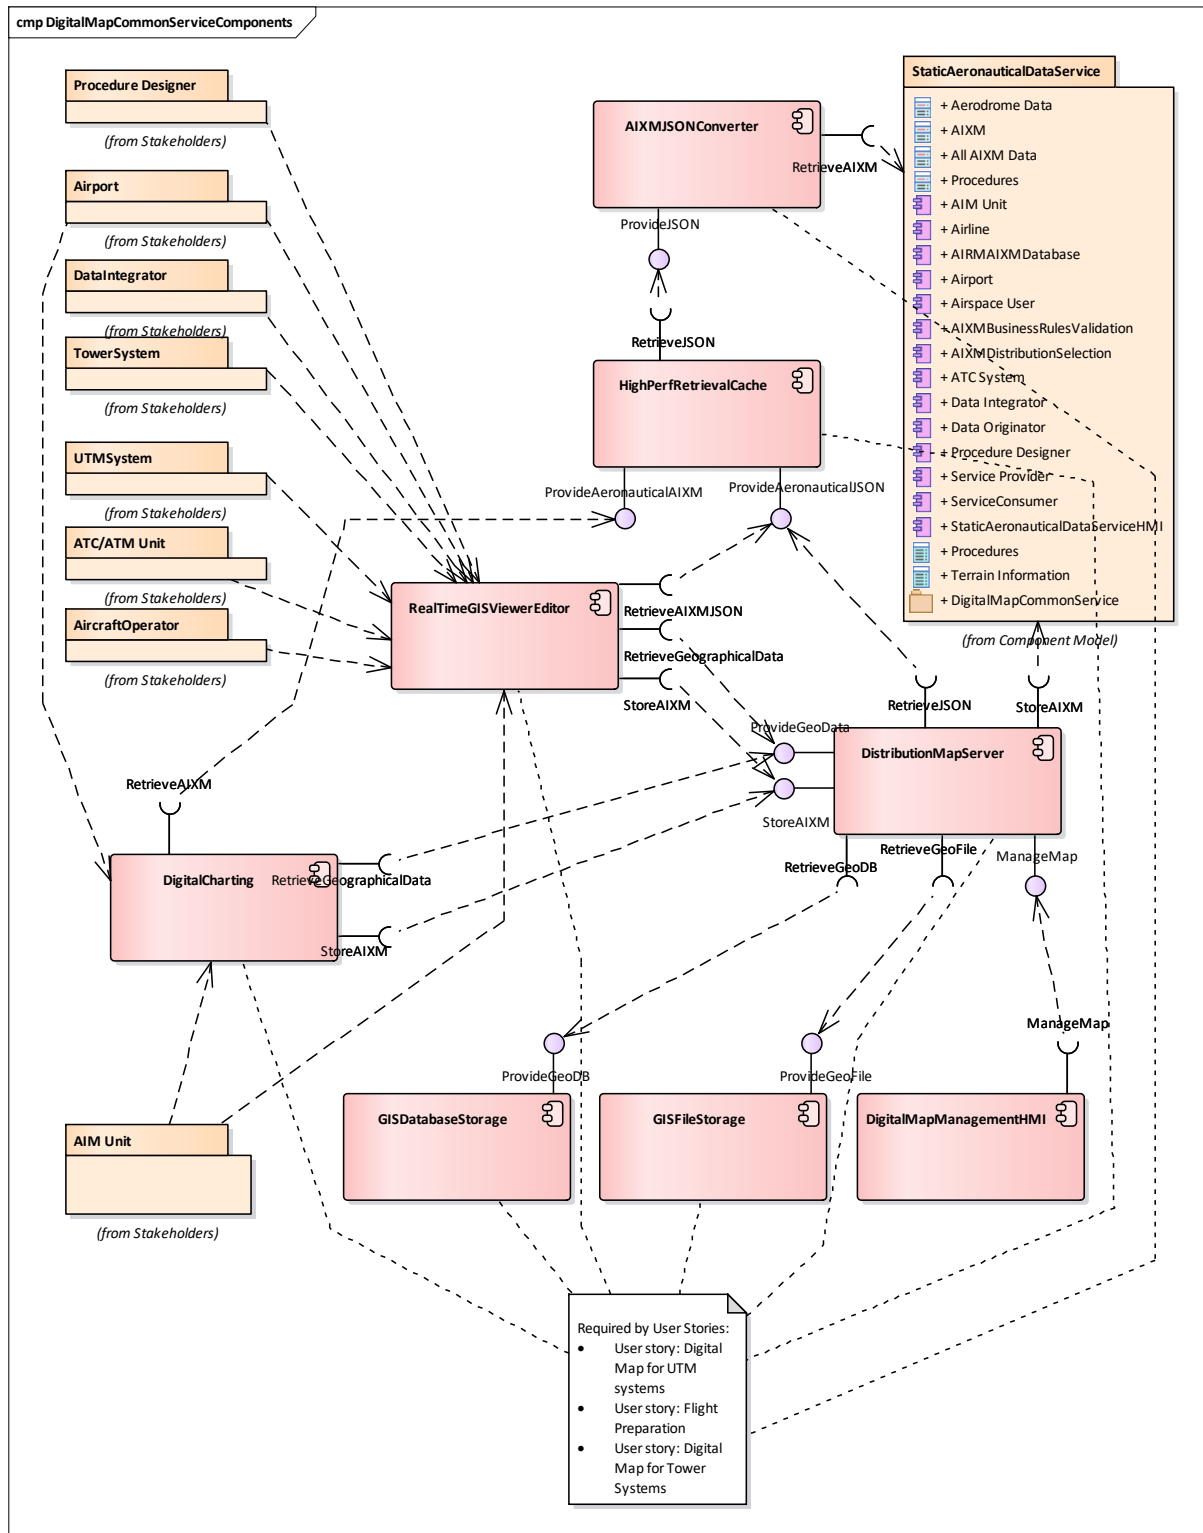 cmp DigitalMapCommonServiceComponents
Procedure Designer
(from Stakeholders)
Airport
(from Stakeholders)
DataIntegrator
(from Stakeholders)
TowerSystem
(from Stakeholders)
UTMSystem
(from Stakeholders)
ATC/ATM Unit
(from Stakeholders)
AircraftOperator
(from Stakeholders)
AIXMJSONConverter
RetrieveAIXM
ProvideJSON
RetrieveJSON
HighPerfRetrievalCache
ProvideAeronauticalAIXM
ProvideAeronauticalJSON
StaticAeronauticalDataService
+ Aerodrome Data
+ AIXM
+ All AIXM Data
+ Procedures
+ AIM Unit
+ Airline
+ AIRMAIXMDatabase
+ Airport
+ Airspace User
+ AIXMBusinessRulesValidation
+ AIXMDistributionSelection
+ ATC System
+ Data Integrator
+ Data Originator
+ Procedure Designer
+ Service Provider
+ ServiceConsumer
+ StaticAeronauticalDataServiceHMI
+ Procedures
+ Terrain Information
+ DigitalMapCommonService
(from Component Model)
RealTimeGISViewerEditor
RetrieveAIXMJSON
RetrieveGeographicalData
StoreAIXM
RetrieveJSON
StoreAIXM
ProvideGeoData
DistributionMapServer
StoreAIXM
RetrieveGeoDB
RetrieveGeoFile
ManageMap
RetrieveAIXM
DigitalCharting
RetrieveGeographicalData
StoreAIXM
ManageMap
ProvideGeoDB
ProvideGeoFile
GISDatabaseStorage
GISFileStorage
DigitalMapManagementHMI
AIM Unit
(from Stakeholders)
Required by User Stories:
• User story: Digital
Map for UTM
systems
• User story: Flight
Preparation
• User story: Digital
Map for Tower
Systems